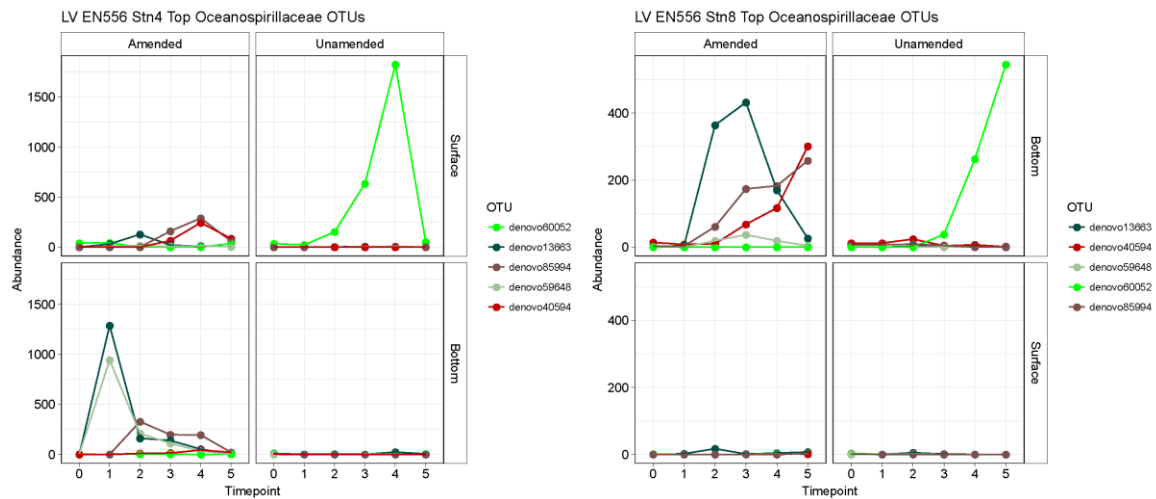 LV EN556 Stn4 Top Oceanospirillaceae OTUs
Amended
Unamended
Surface
Bottom
1500
1000
500
0
1500
1000
500
0
Abundance
0 1 2 3 4 5
0 1 2 3 4 5
Timepoint
OTU
denovo60052
denovo13663
denovo85994
denovo59648
denovo40594
LV EN556 Stn8 Top Oceanospirillaceae OTUs
Amended
Unamended
Bottom
Surface
400
200
0
400
200
0
Abundance
0 1 2 3 4 5
0 1 2 3 4 5
Timepoint
OTU
denovo13663
denovo40594
denovo59648
denovo60052
denovo85994